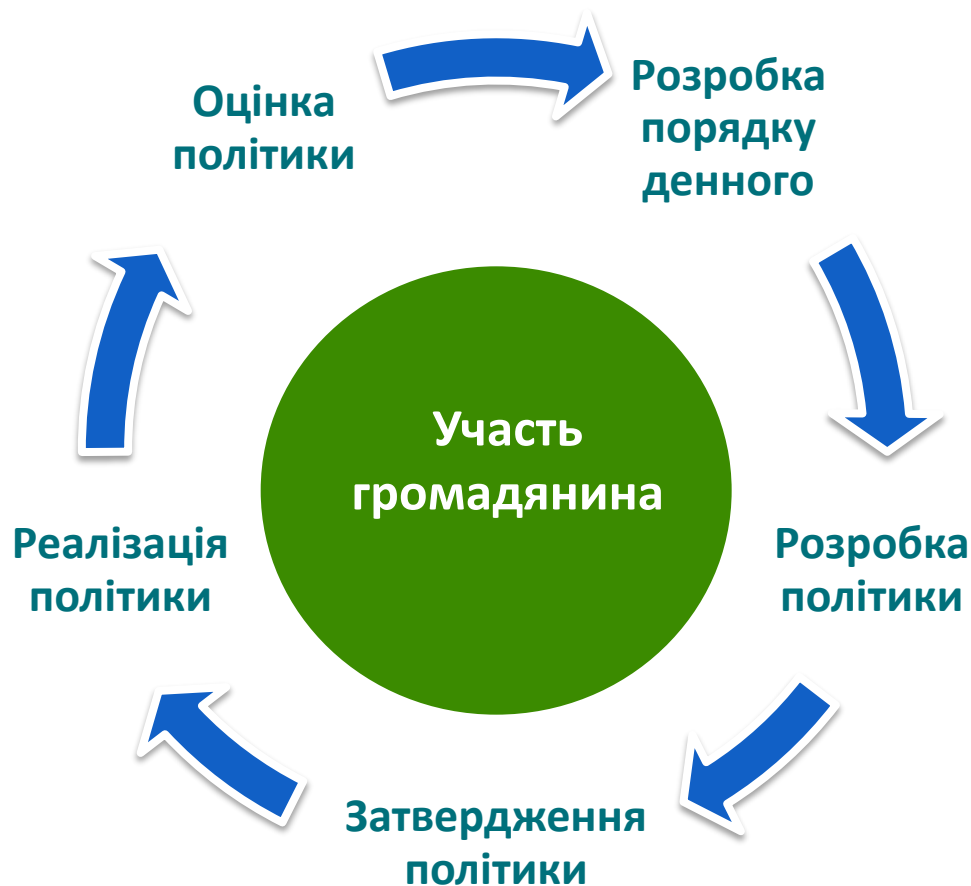 Оцінка
політики
Розробка
порядку
денного
Участь
громадянина
Розробка
політики
Затвердження
політики
Реалізація
політики